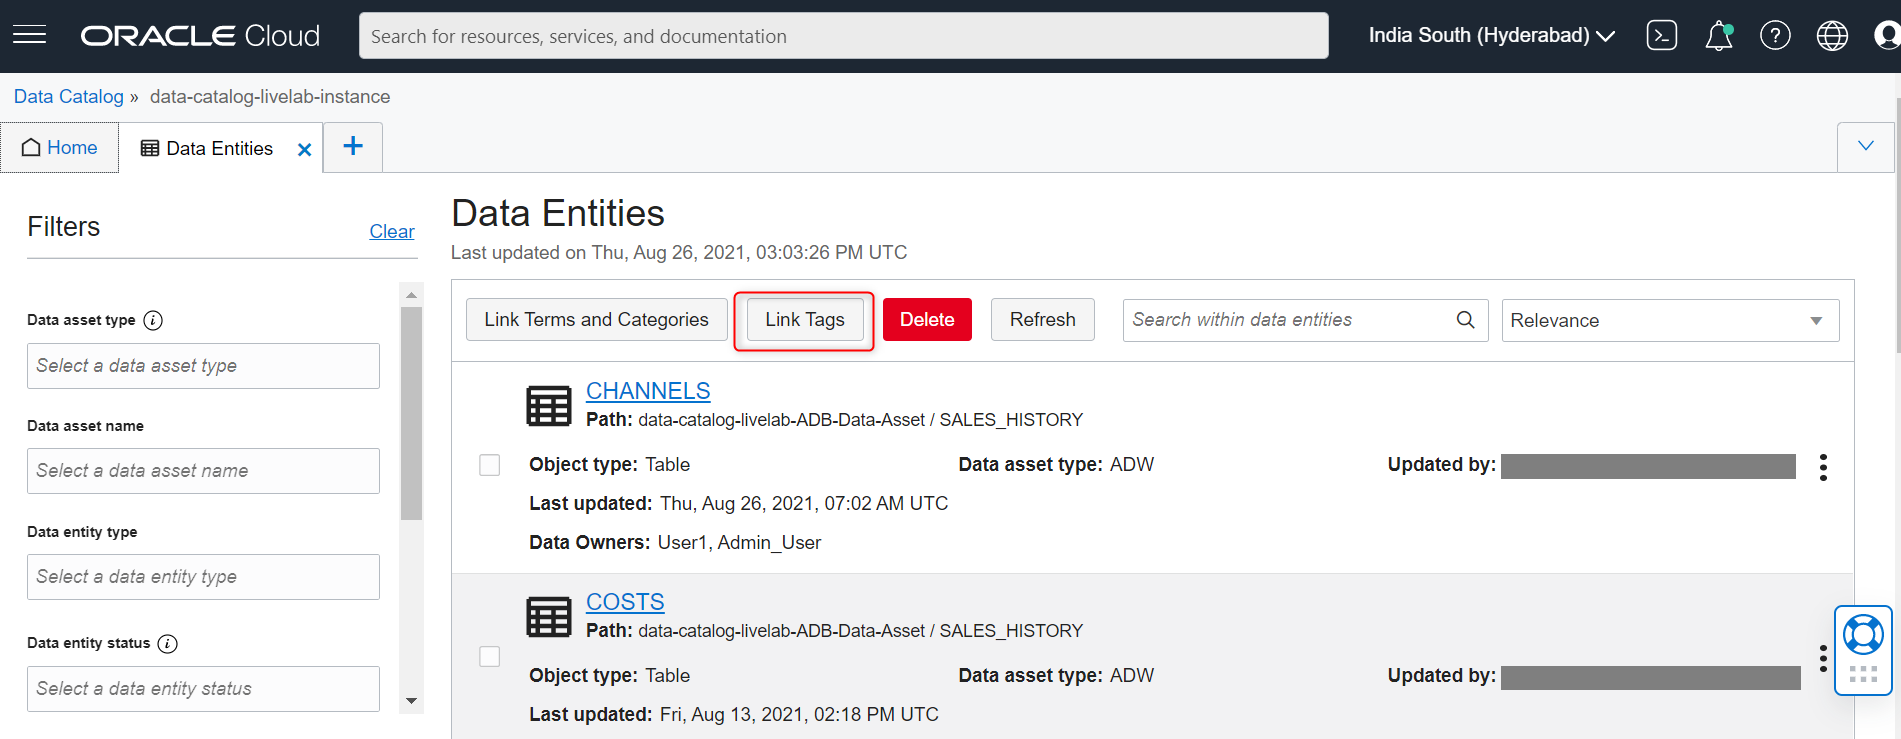 ORACLE Cloud
Search for resources, services, and documentation
India South (Hyderabad)
Data Catalog » data-catalog-livelab-instance
Home
Data Entities
Filters
Clear
Data asset type
Select a data asset type
Data asset name
Select a data asset name
Data entity type
Select a data entity type
Data entity status
Select a data entity status
Data Entities
Last updated on Thu, Aug 26, 2021, 03:03:26 PM UTC
Link Terms and Categories Link Tags Delete Refresh Search within data entities Relevance
CHANNELS
Path: data-catalog-livelab-ADB-Data-Asset / SALES_HISTORY
Object type: Table Data asset type: ADW Updated by:
Last updated: Thu, Aug 26, 2021, 07:02 AM UTC
Data Owners: User1, Admin_User
COSTS
Path: data-catalog-livelab-ADB-Data-Asset / SALES_HISTORY
Object type: Table Data asset type: ADW Updated by:
Last updated: Fri, Aug 13, 2021, 02:18 PM UTC